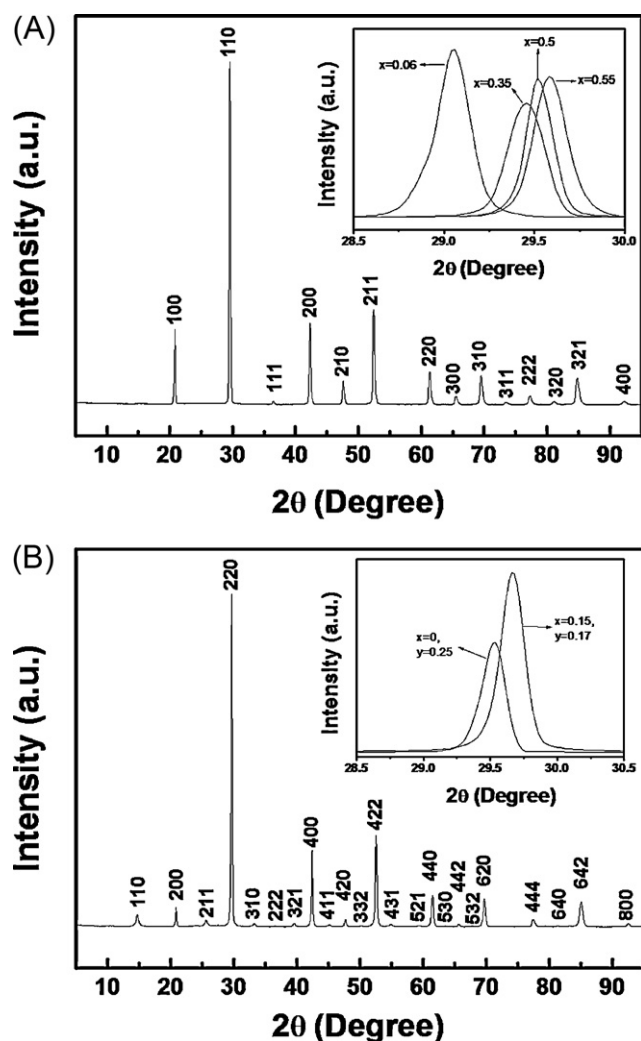 (A)
Intensity (a.u.)
100
110
111
200
210
211
220
300
310
311
222
320
321
400
10 20 30 40 50 60 70 80 90
2θ (Degree)
Intensity (a.u.)
x=0.06
x=0.35
x=0.5
x=0.55
28.5 29.0 29.5 30.0
2θ (Degree)
(B)
Intensity (a.u.)
110
200
211
220
310
222
321
400
411
420
332
422
431
521
440
530
442
532
620
444
640
642
800
10 20 30 40 50 60 70 80 90
2θ (Degree)
Intensity (a.u.)
x=0,
y=0.25
x=0.15,
y=0.17
28.5 29.0 29.5 30.0 30.5
2θ (Degree)